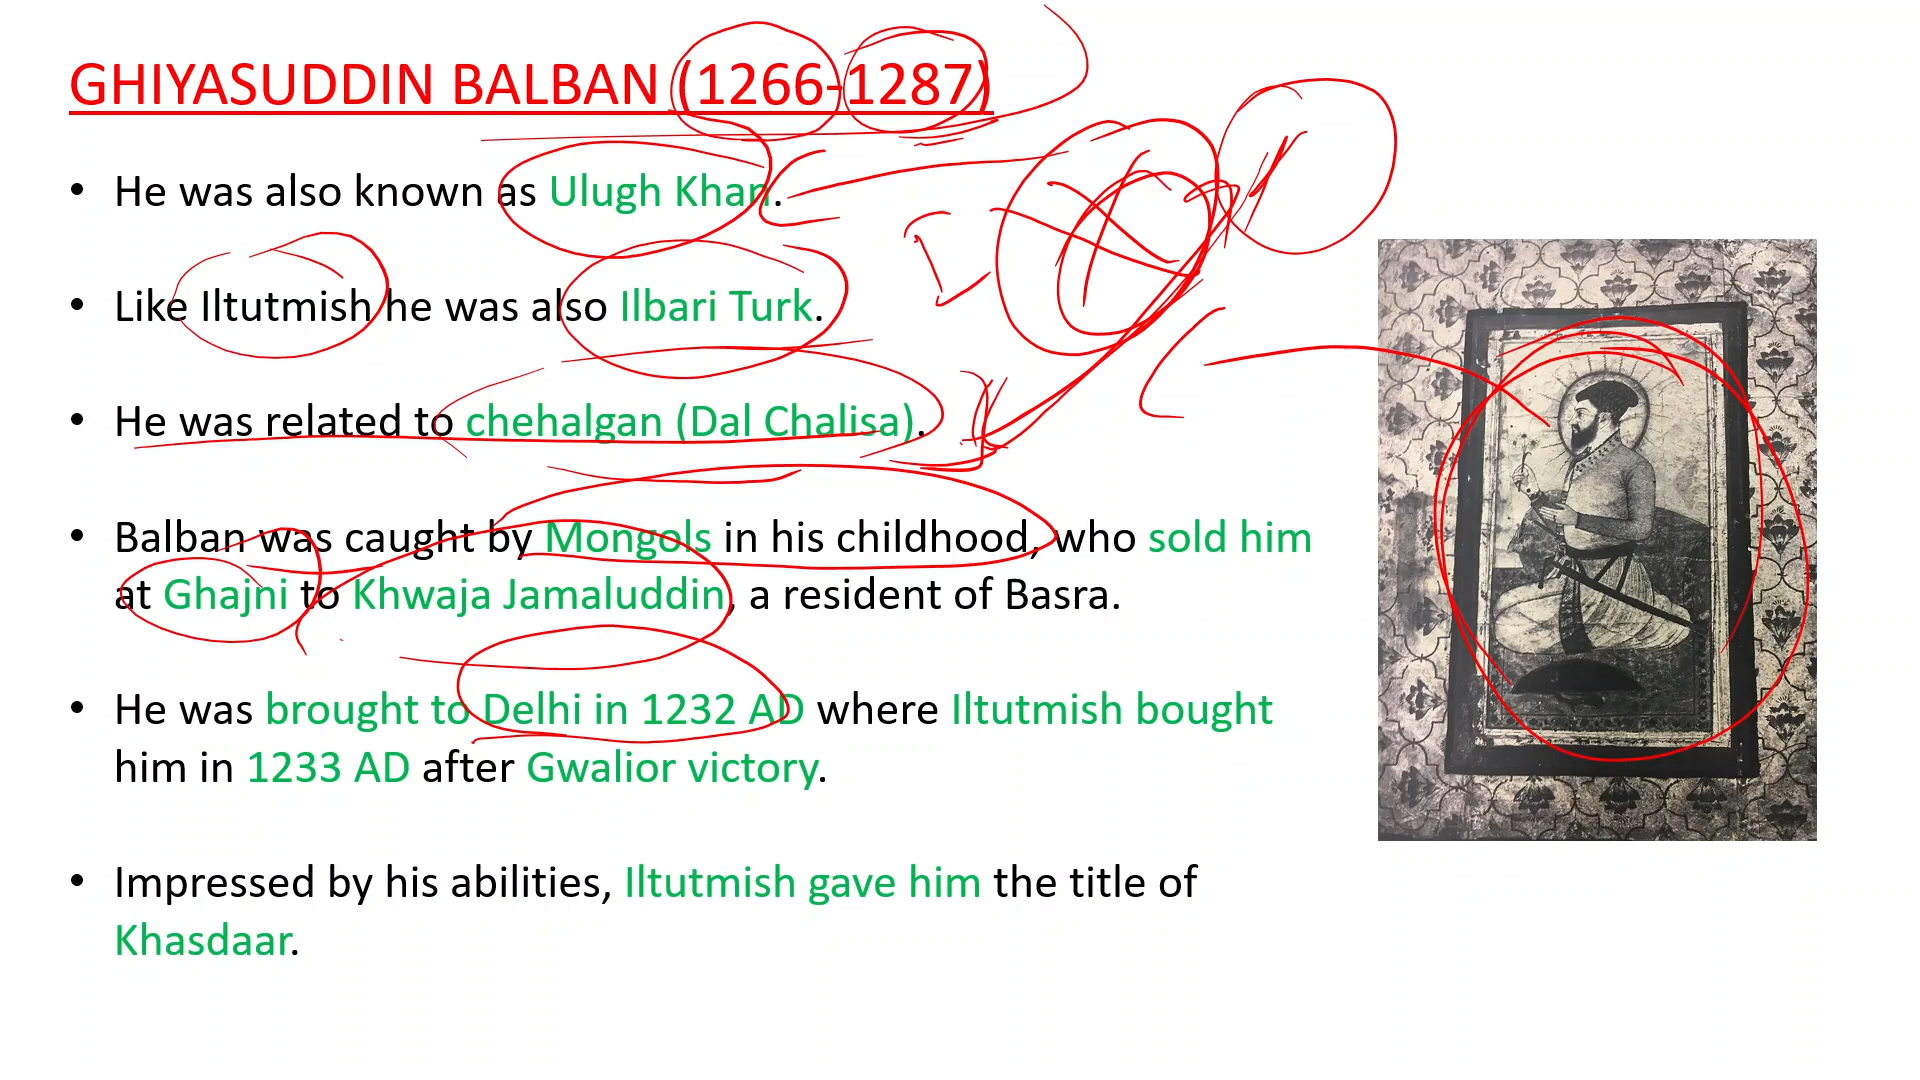 GHIYASUDDIN BALBAN (1266-1287)
• He was also known as Ulugh Khan.
• Like Iltutmish he was also Ilbari Turk.
• He was related to chehalgan (Dal Chalisa).
• Balban was caught by Mongols in his childhood, who sold him
at Ghajni to Khwaja Jamaluddin, a resident of Basra.
• He was brought to Delhi in 1232 AD where Iltutmish bought
him in 1233 AD after Gwalior victory.
• Impressed by his abilities, Iltutmish gave him the title of
Khasdaar.